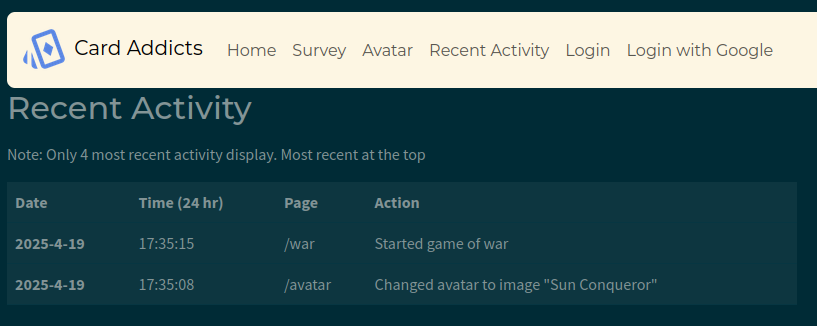 Card Addicts Home Survey Avatar Recent Activity Login Login with Google
Recent Activity
Note: Only 4 most recent activity display. Most recent at the top
Date Time (24 hr) Page Action
2025-4-19 17:35:15 /war Started game of war
2025-4-19 17:35:08 /avatar Changed avatar to image "Sun Conqueror"